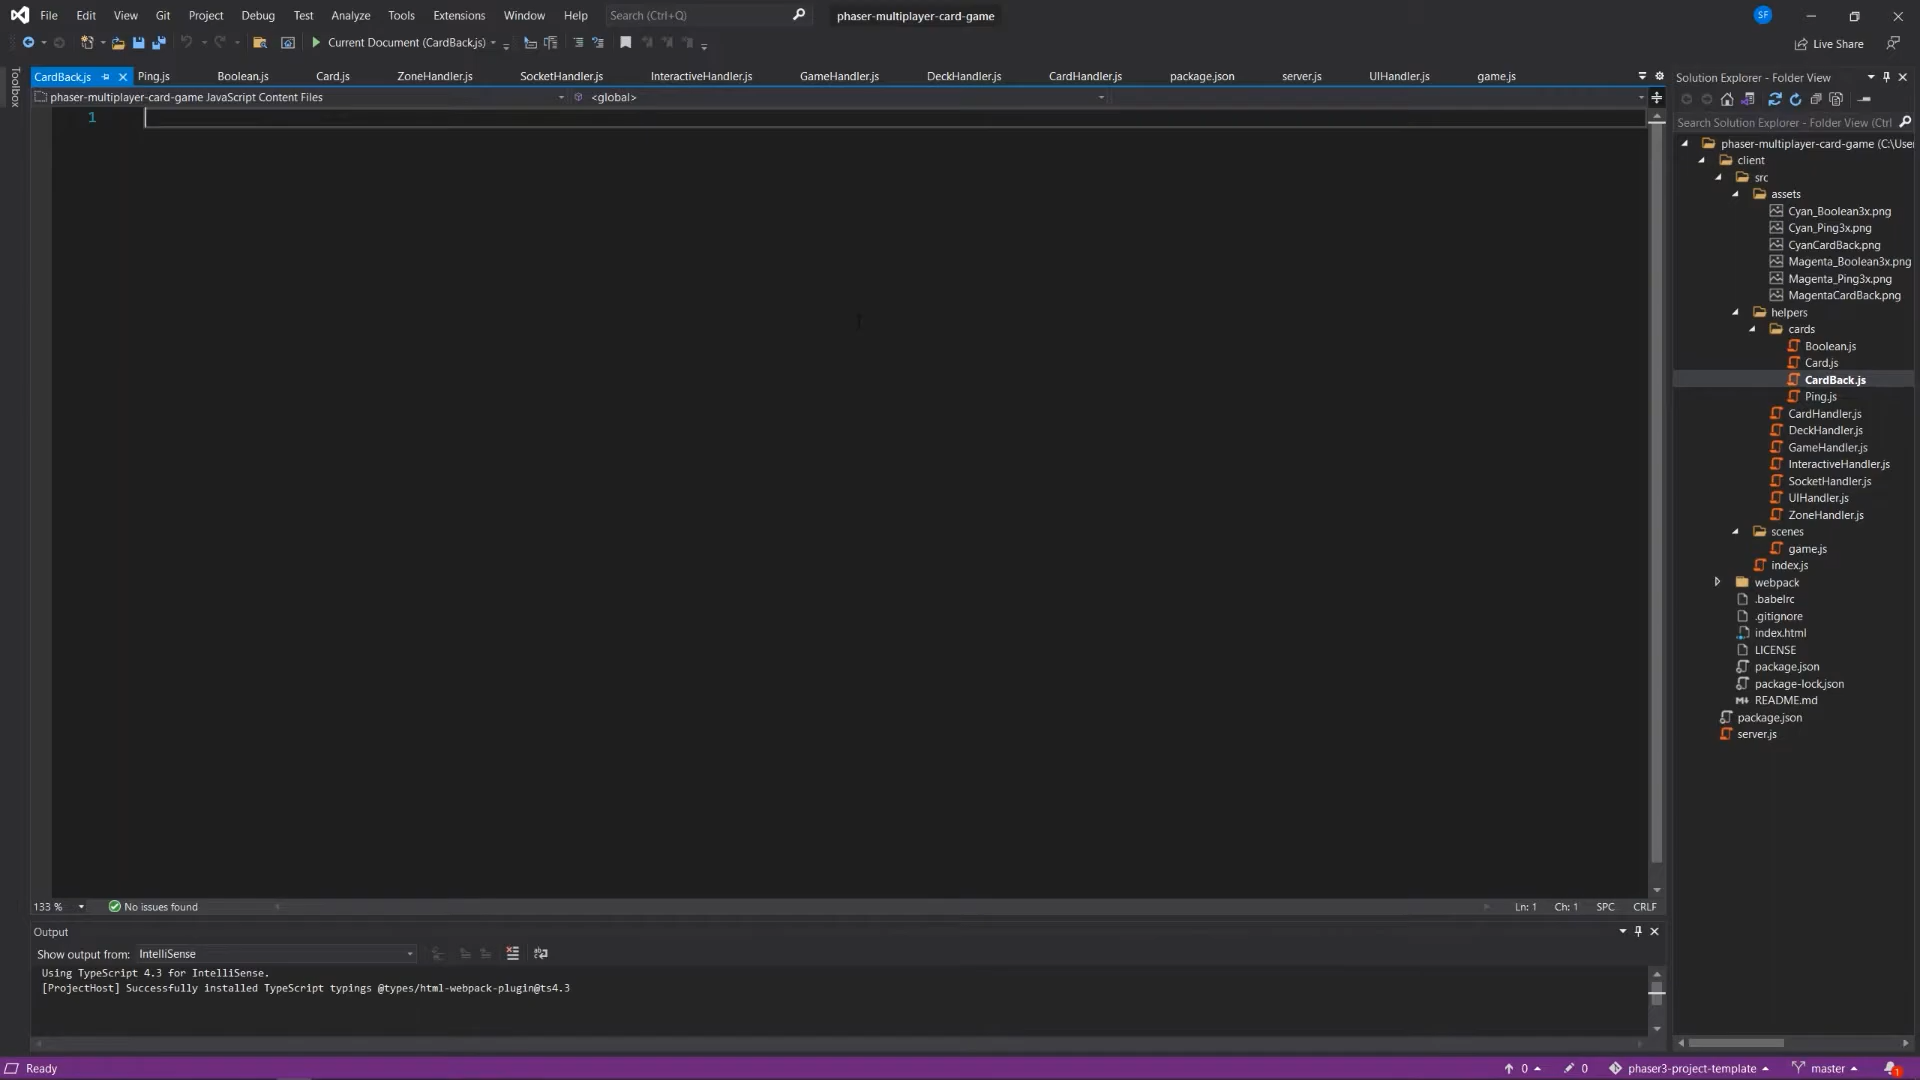 File Edit View Git Project Debug Test Analyze Tools Extensions Window Help Search (Ctrl+Q) phaser-multiplayer-card-game SF
Current Document (CardBack.js) Live Share
Toolbox
CardBack.js Ping.js Boolean.js Card.js ZoneHandler.js SocketHandler.js InteractiveHandler.js GameHandler.js DeckHandler.js CardHandler.js package.json server.js UIHandler.js game.js
phaser-multiplayer-card-game JavaScript Content Files <global>
1
133 % No issues found Ln: 1 Ch: 1 SPC CRLF
Output
Show output from: IntelliSense
Using TypeScript 4.3 for IntelliSense.
[ProjectHost] Successfully installed TypeScript typings @types/html-webpack-plugin@ts4.3
Solution Explorer - Folder View
Search Solution Explorer - Folder View (Ctrl
phaser-multiplayer-card-game (C:\User
client
src
assets
Cyan_Boolean3x.png
Cyan_Ping3x.png
CyanCardBack.png
Magenta_Boolean3x.png
Magenta_Ping3x.png
MagentaCardBack.png
helpers
cards
Boolean.js
Card.js
CardBack.js
Ping.js
CardHandler.js
DeckHandler.js
GameHandler.js
InteractiveHandler.js
SocketHandler.js
UIHandler.js
ZoneHandler.js
scenes
game.js
index.js
webpack
.babelrc
.gitignore
index.html
LICENSE
package.json
package-lock.json
README.md
package.json
server.js
Ready 0 0 phaser3-project-template master 1